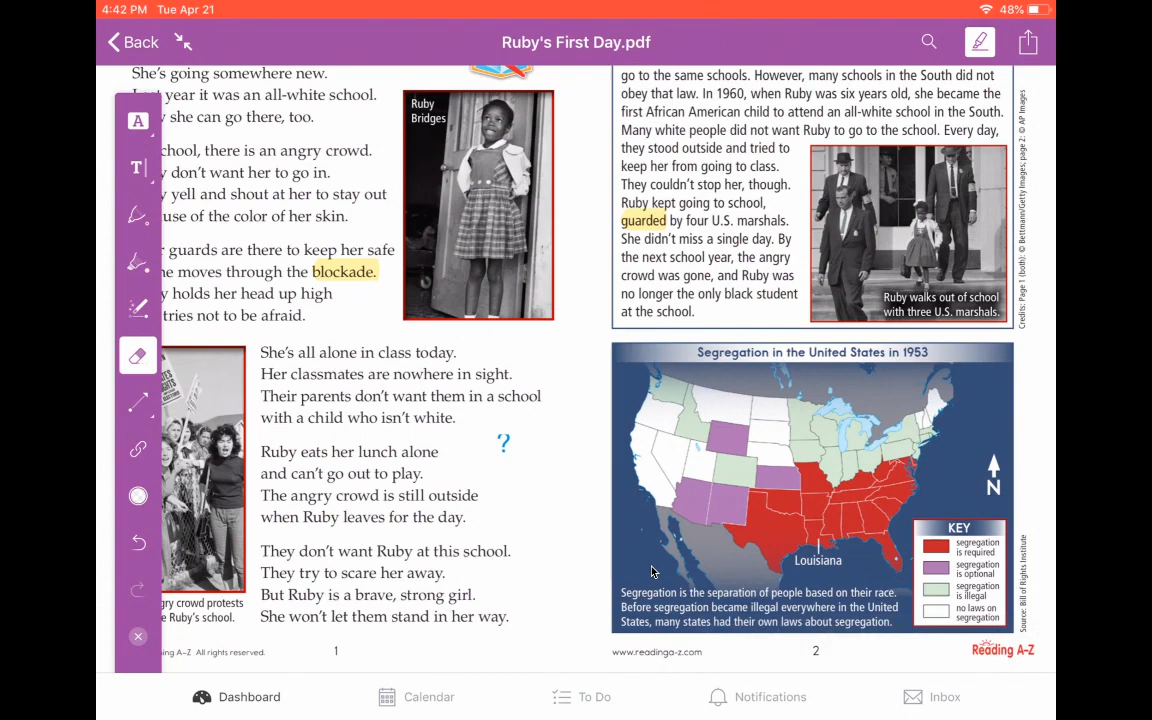 4:42 PM Tue Apr 21
48%
Back
Ruby's First Day.pdf
She's going somewhere new.
year it was an all-white school.
she can go there, too.
there is an angry crowd.
don't want her to go in.
yell and shout at her to stay out
of the color of her skin.
guards are there to keep her safe
moves through the blockade.
holds her head up high
tries not to be afraid.
Ruby
Bridges
She's all alone in class today.
Her classmates are nowhere in sight.
Their parents don't want them in a school
with a child who isn't white.
Ruby eats her lunch alone
and can't go out to play.
The angry crowd is still outside
when Ruby leaves for the day.
?
They don't want Ruby at this school.
They try to scare her away.
But Ruby is a brave, strong girl.
She won't let them stand in her way.
crowd protests
Ruby's school.
All rights reserved.
1
go to the same schools. However, many schools in the South did not
obey that law. In 1960, when Ruby was six years old, she became the
first African American child to attend an all-white school in the South.
Many white people did not want Ruby to go to the school. Every day,
they stood outside and tried to
keep her from going to class.
They couldn't stop her, though.
Ruby kept going to school,
guarded by four U.S. marshals.
She didn't miss a single day. By
the next school year, the angry
crowd was gone, and Ruby was
no longer the only black student
at the school.
Ruby walks out of school
with three U.S. marshals.
Credits: Page 1 (both): © Bettmann/Getty Images; page 2: © AP Images
Segregation in the United States in 1953
N
Louisiana
KEY
segregation
is required
segregation
is optional
segregation
is illegal
no laws on
segregation
Segregation is the separation of people based on their race.
Before segregation became illegal everywhere in the United
States, many states had their own laws about segregation.
Source: Bill of Rights Institute
www.readinga-z.com
2
Reading A-Z
A
T
Dashboard
Calendar
To Do
Notifications
Inbox